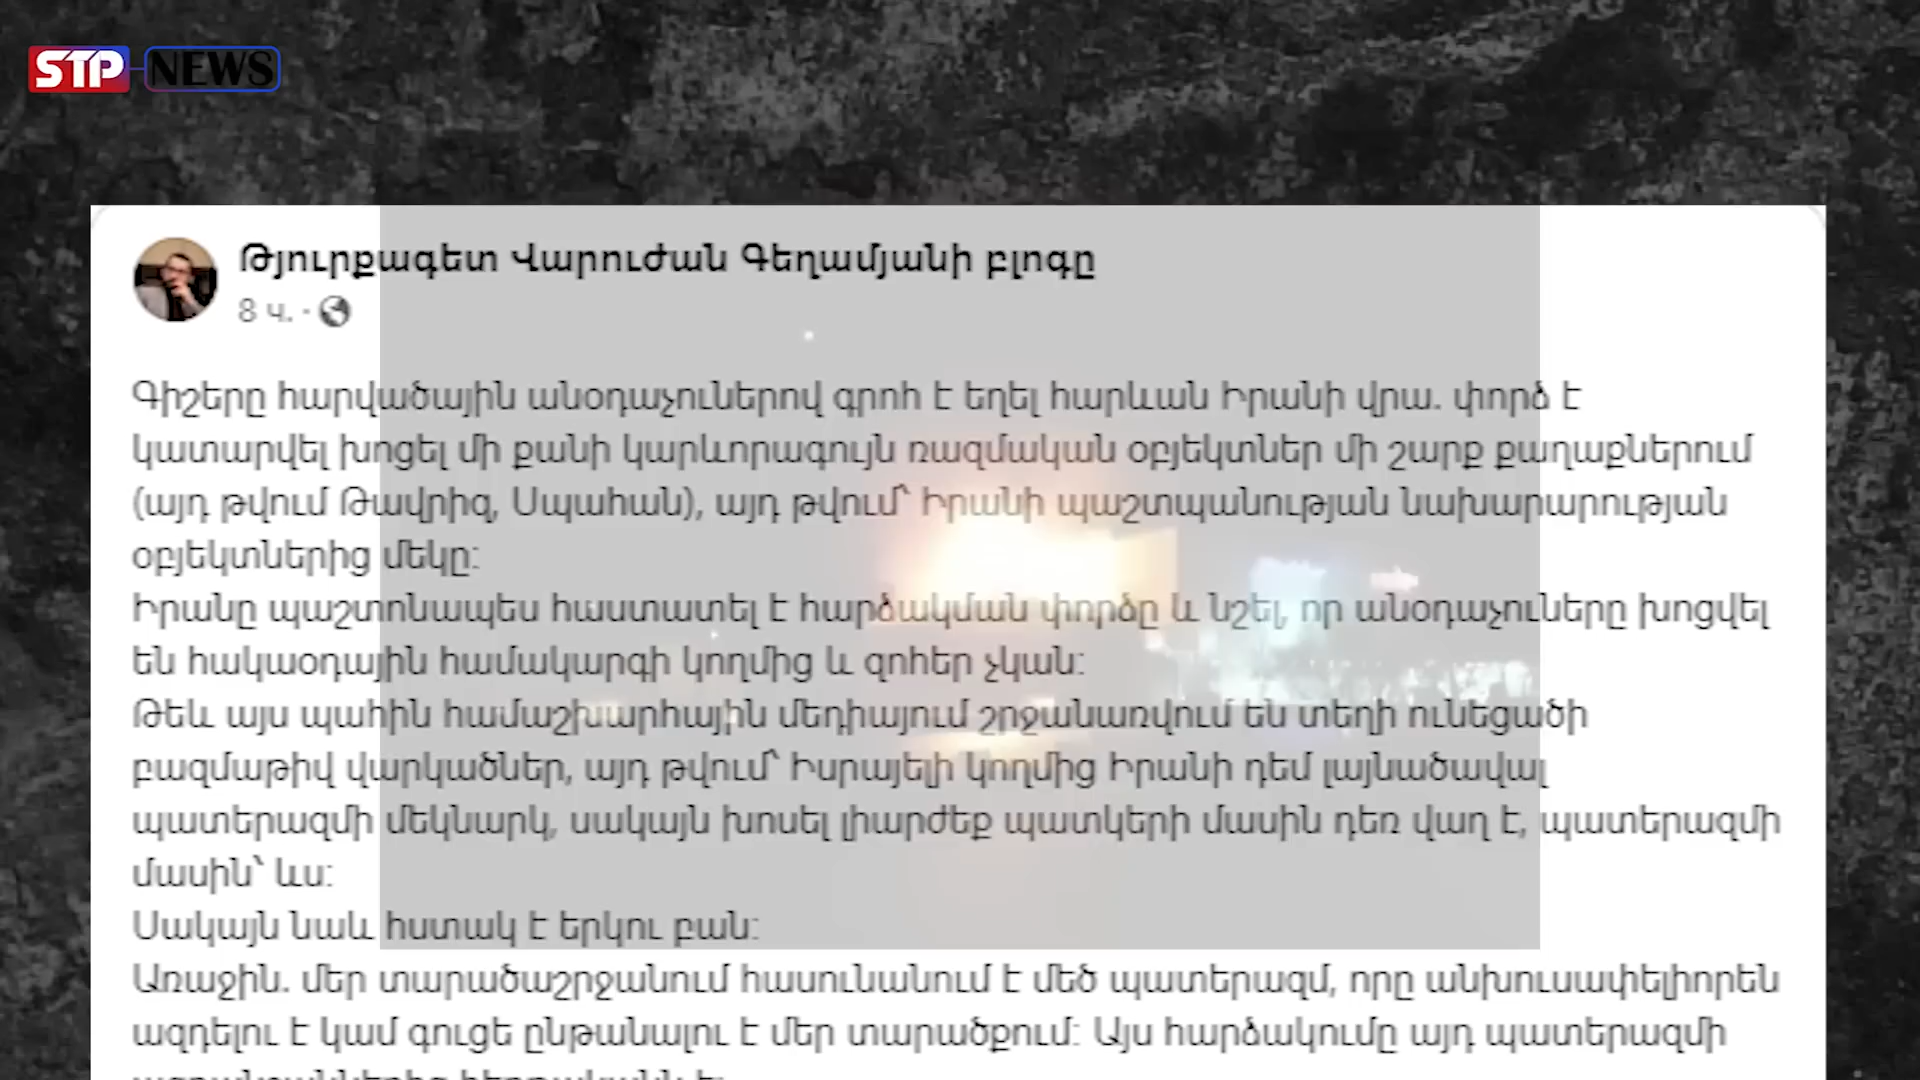 STP NEWS
Թյուրքագետ Վարուժան Գեղամյանի բլոգը
8 ч. ·
Գիշերը հարվածային անօդաչուներով գրոհ է եղել հարևան Իրանի վրա. փորձ է
կատարվել խոցել մի քանի կարևորագույն ռազմական օբյեկտներ մի շարք քաղաքներում
(այդ թվում Թավրիզ, Սպահան), այդ թվում՝ Իրանի պաշտպանության նախարարության
օբյեկտներից մեկը:
Իրանը պաշտոնապես հաստատել է հարձակման փորձը և նշել, որ անօդաչուները խոցվել
են հակաօդային համակարգի կողմից և զոհեր չկան:
Թեև այս պահին համաշխարհային մեդիայում շրջանառվում են տեղի ունեցածի
բազմաթիվ վարկածներ, այդ թվում՝ Իսրայելի կողմից Իրանի դեմ լայնածավալ
պատերազմի մեկնարկ, սակայն խոսել լիարժեք պատկերի մասին դեռ վաղ է, պատերազմի
մասին՝ ևս:
Սակայն նաև հստակ է երկու բան:
Առաջին. մեր տարածաշրջանում հասունանում է մեծ պատերազմ, որը անխուսափելիորեն
ազդելու է կամ գուցե ընթանալու է մեր տարածքում: Այս հարձակումը այդ պատերազմի